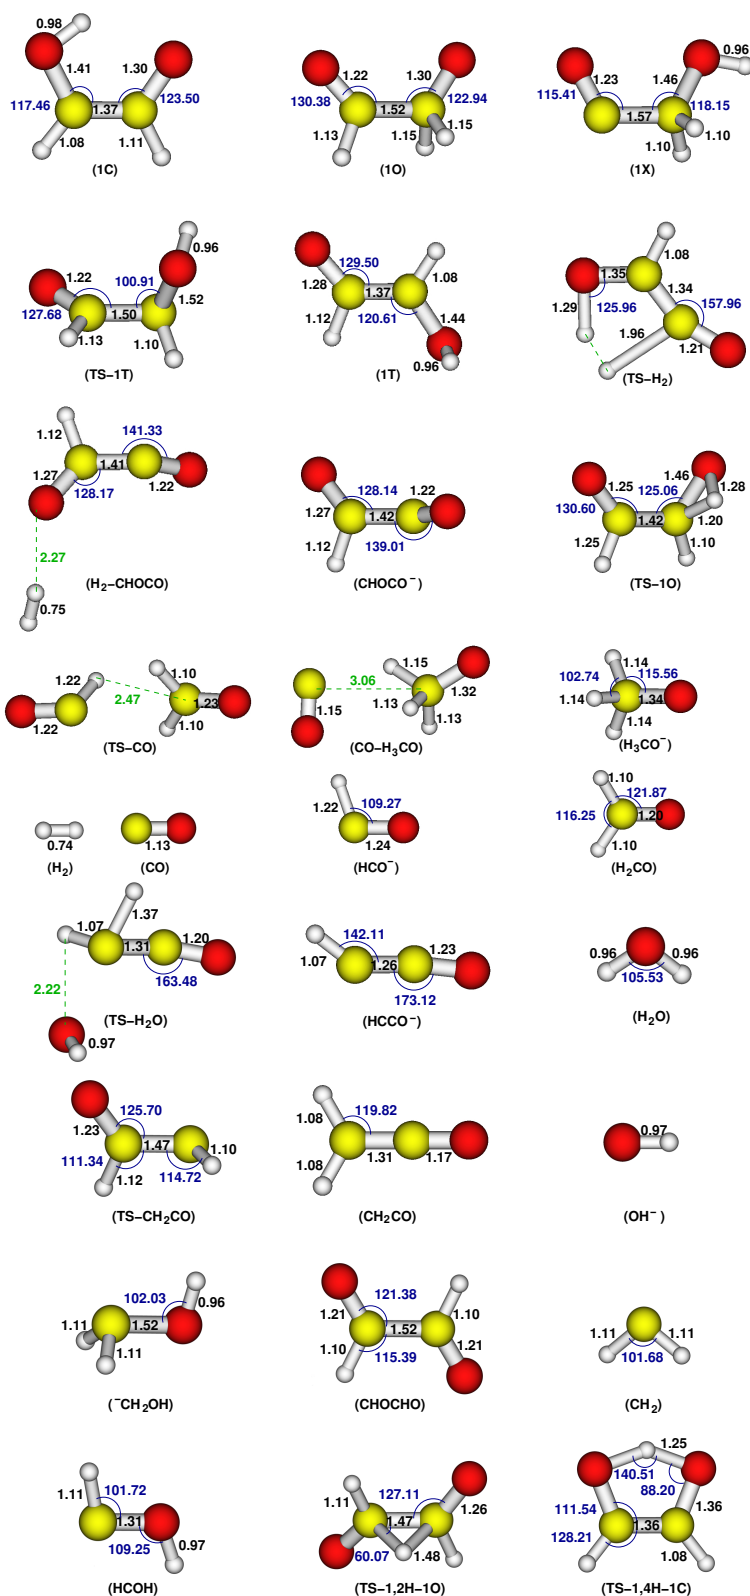 0.98
1.41 1.30
117.46 1.37 123.50
1.08 1.11
(1C)
1.22 1.30
130.38 1.52 122.94
1.13 1.15 1.15
(1O)
0.96
1.23 1.46
115.41 1.57 118.15
1.10 1.10
(1X)
0.96
1.22 100.91
127.68 1.50 1.52
1.13 1.10
(TS−1T)
129.50
1.28 1.37 1.08
1.12 120.61 1.44
0.96
(1T)
1.35 1.08
1.29 125.96 1.34 157.96
1.96 1.21
(TS−H2)
1.12 141.33
1.41
1.27 128.17 1.22
2.27
0.75
(H2−CHOCO)
128.14 1.22
1.27 1.42
1.12 139.01
(CHOCO−)
1.46
1.25 125.06 1.28
130.60 1.42 1.20
1.25 1.10
(TS−1O)
1.22 1.10
2.47 1.23
1.22 1.10
(TS−CO)
1.15
3.06 1.32
1.15 1.13 1.13
(CO−H3CO)
1.14
102.74 115.56
1.14 1.34
1.14
(H3CO−)
0.74
(H2)
1.13
(CO)
1.22 109.27
1.24
(HCO−)
1.10
121.87
116.25 1.20
1.10
(H2CO)
1.37
1.07 1.31 1.20
163.48
2.22
(TS−H2O)
0.97
142.11 1.23
1.07 1.26
173.12
(HCCO−)
0.96 0.96
105.53
(H2O)
125.70
1.23 1.47 1.10
111.34 114.72
1.12
(TS−CH2CO)
119.82
1.08
1.31 1.17
1.08
(CH2CO)
0.97
(OH−)
102.03 0.96
1.11 1.52
1.11
(−CH2OH)
121.38
1.21 1.10
1.52
1.10 115.39 1.21
(CHOCHO)
1.11 1.11
101.68
(CH2)
1.11 101.72
1.31
109.25 0.97
(HCOH)
127.11
1.11 1.26
1.47
60.07 1.48
(TS−1,2H−1O)
1.25
140.51
88.20
111.54 1.36
1.36
128.21
1.08
(TS−1,4H−1C)